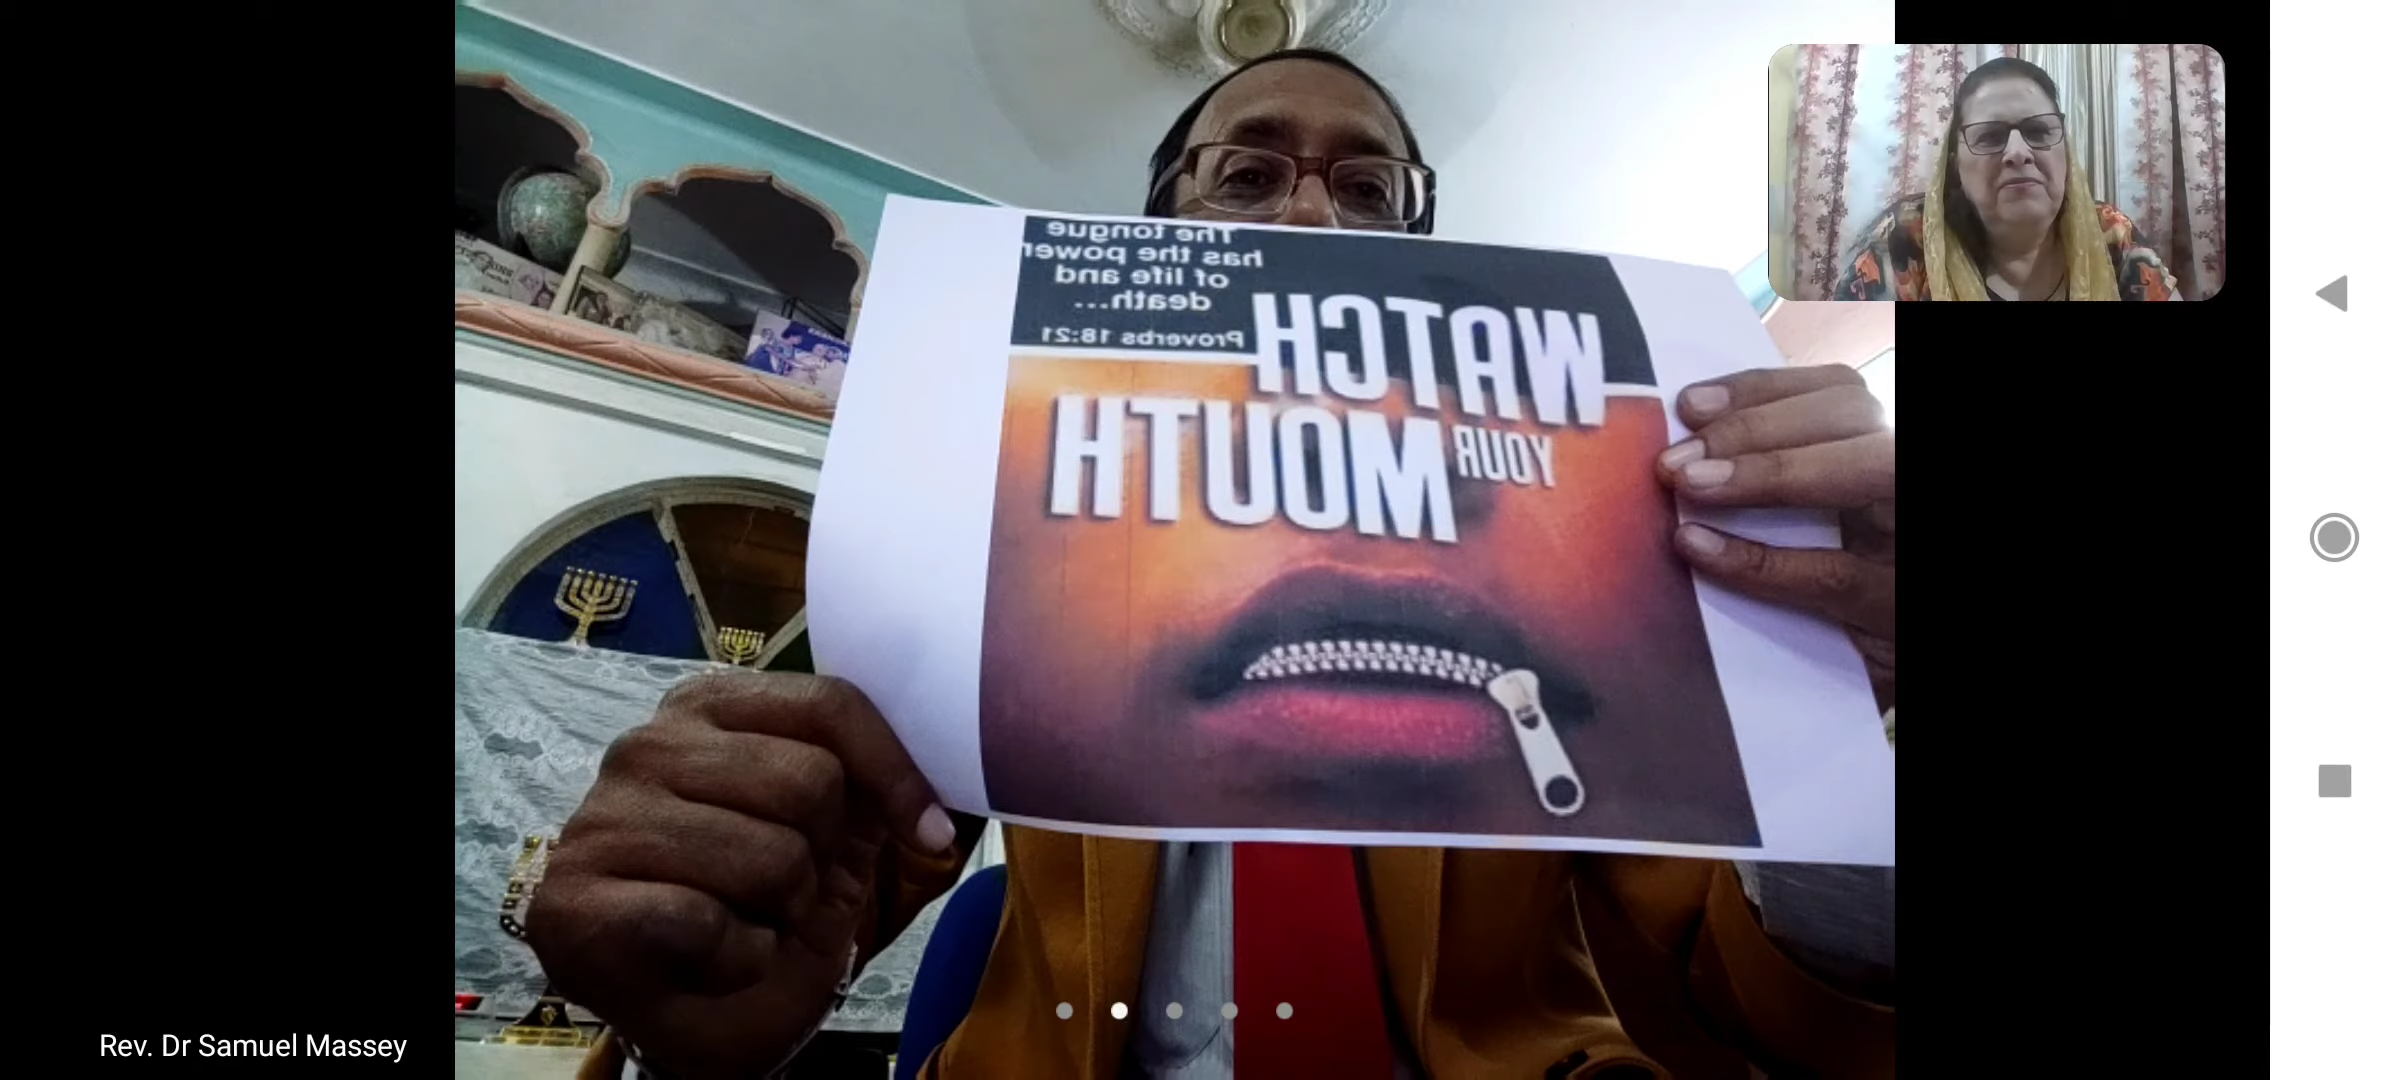 The tongue
has the power
of life and
death...
Proverbs 18:21
WATCH
YOUR
MOUTH
Rev. Dr Samuel Massey